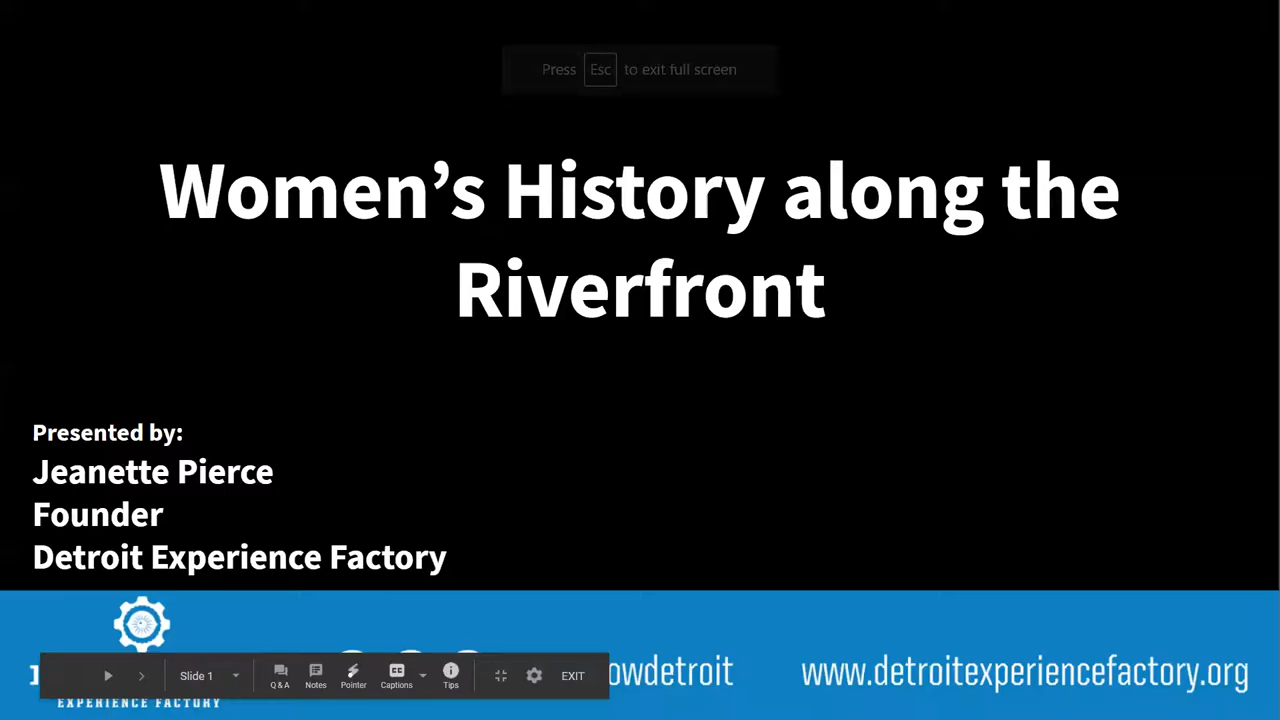 Press Esc to exit full screen
Women's History along the
Riverfront
Presented by:
Jeanette Pierce
Founder
Detroit Experience Factory
owdetroit
www.detroitexperiencefactory.org
Slide 1
Q & A
Notes
Pointer
CC
Captions
Tips
EXIT
EXPERIENCE FACTORY